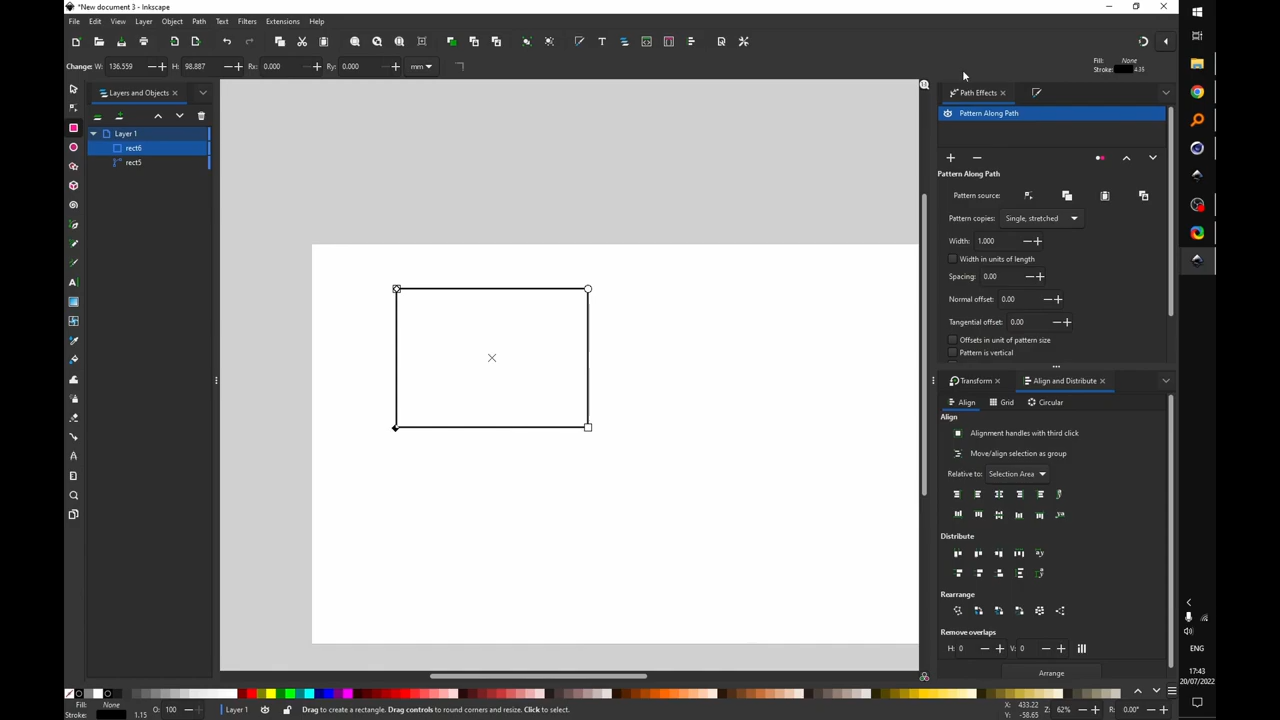 *New document 3 - Inkscape
File Edit View Layer Object Path Text Filters Extensions Help
Change: W: 136.559 H: 98.887 Rx: 0.000 Ry: 0.000 mm
Fill: None
Stroke: 4.35
Layers and Objects
Layer 1
rect6
rect5
Path Effects
Pattern Along Path
Pattern Along Path
Pattern source:
Pattern copies: Single, stretched
Width: 1.000
Width in units of length
Spacing: 0.00
Normal offset: 0.00
Tangential offset: 0.00
Offsets in unit of pattern size
Pattern is vertical
Transform Align and Distribute
Align Grid Circular
Align
Alignment handles with third click
Move/align selection as group
Relative to: Selection Area
Distribute
Rearrange
Remove overlaps
H: 0 V: 0
Arrange
Fill: None
Stroke: 1.15
O: 100
Layer 1
Drag to create a rectangle. Drag controls to round corners and resize. Click to select.
X: 433.22
Y: -58.65
Z: 62%
R: 0.00°
ENG
17:43
20/07/2022